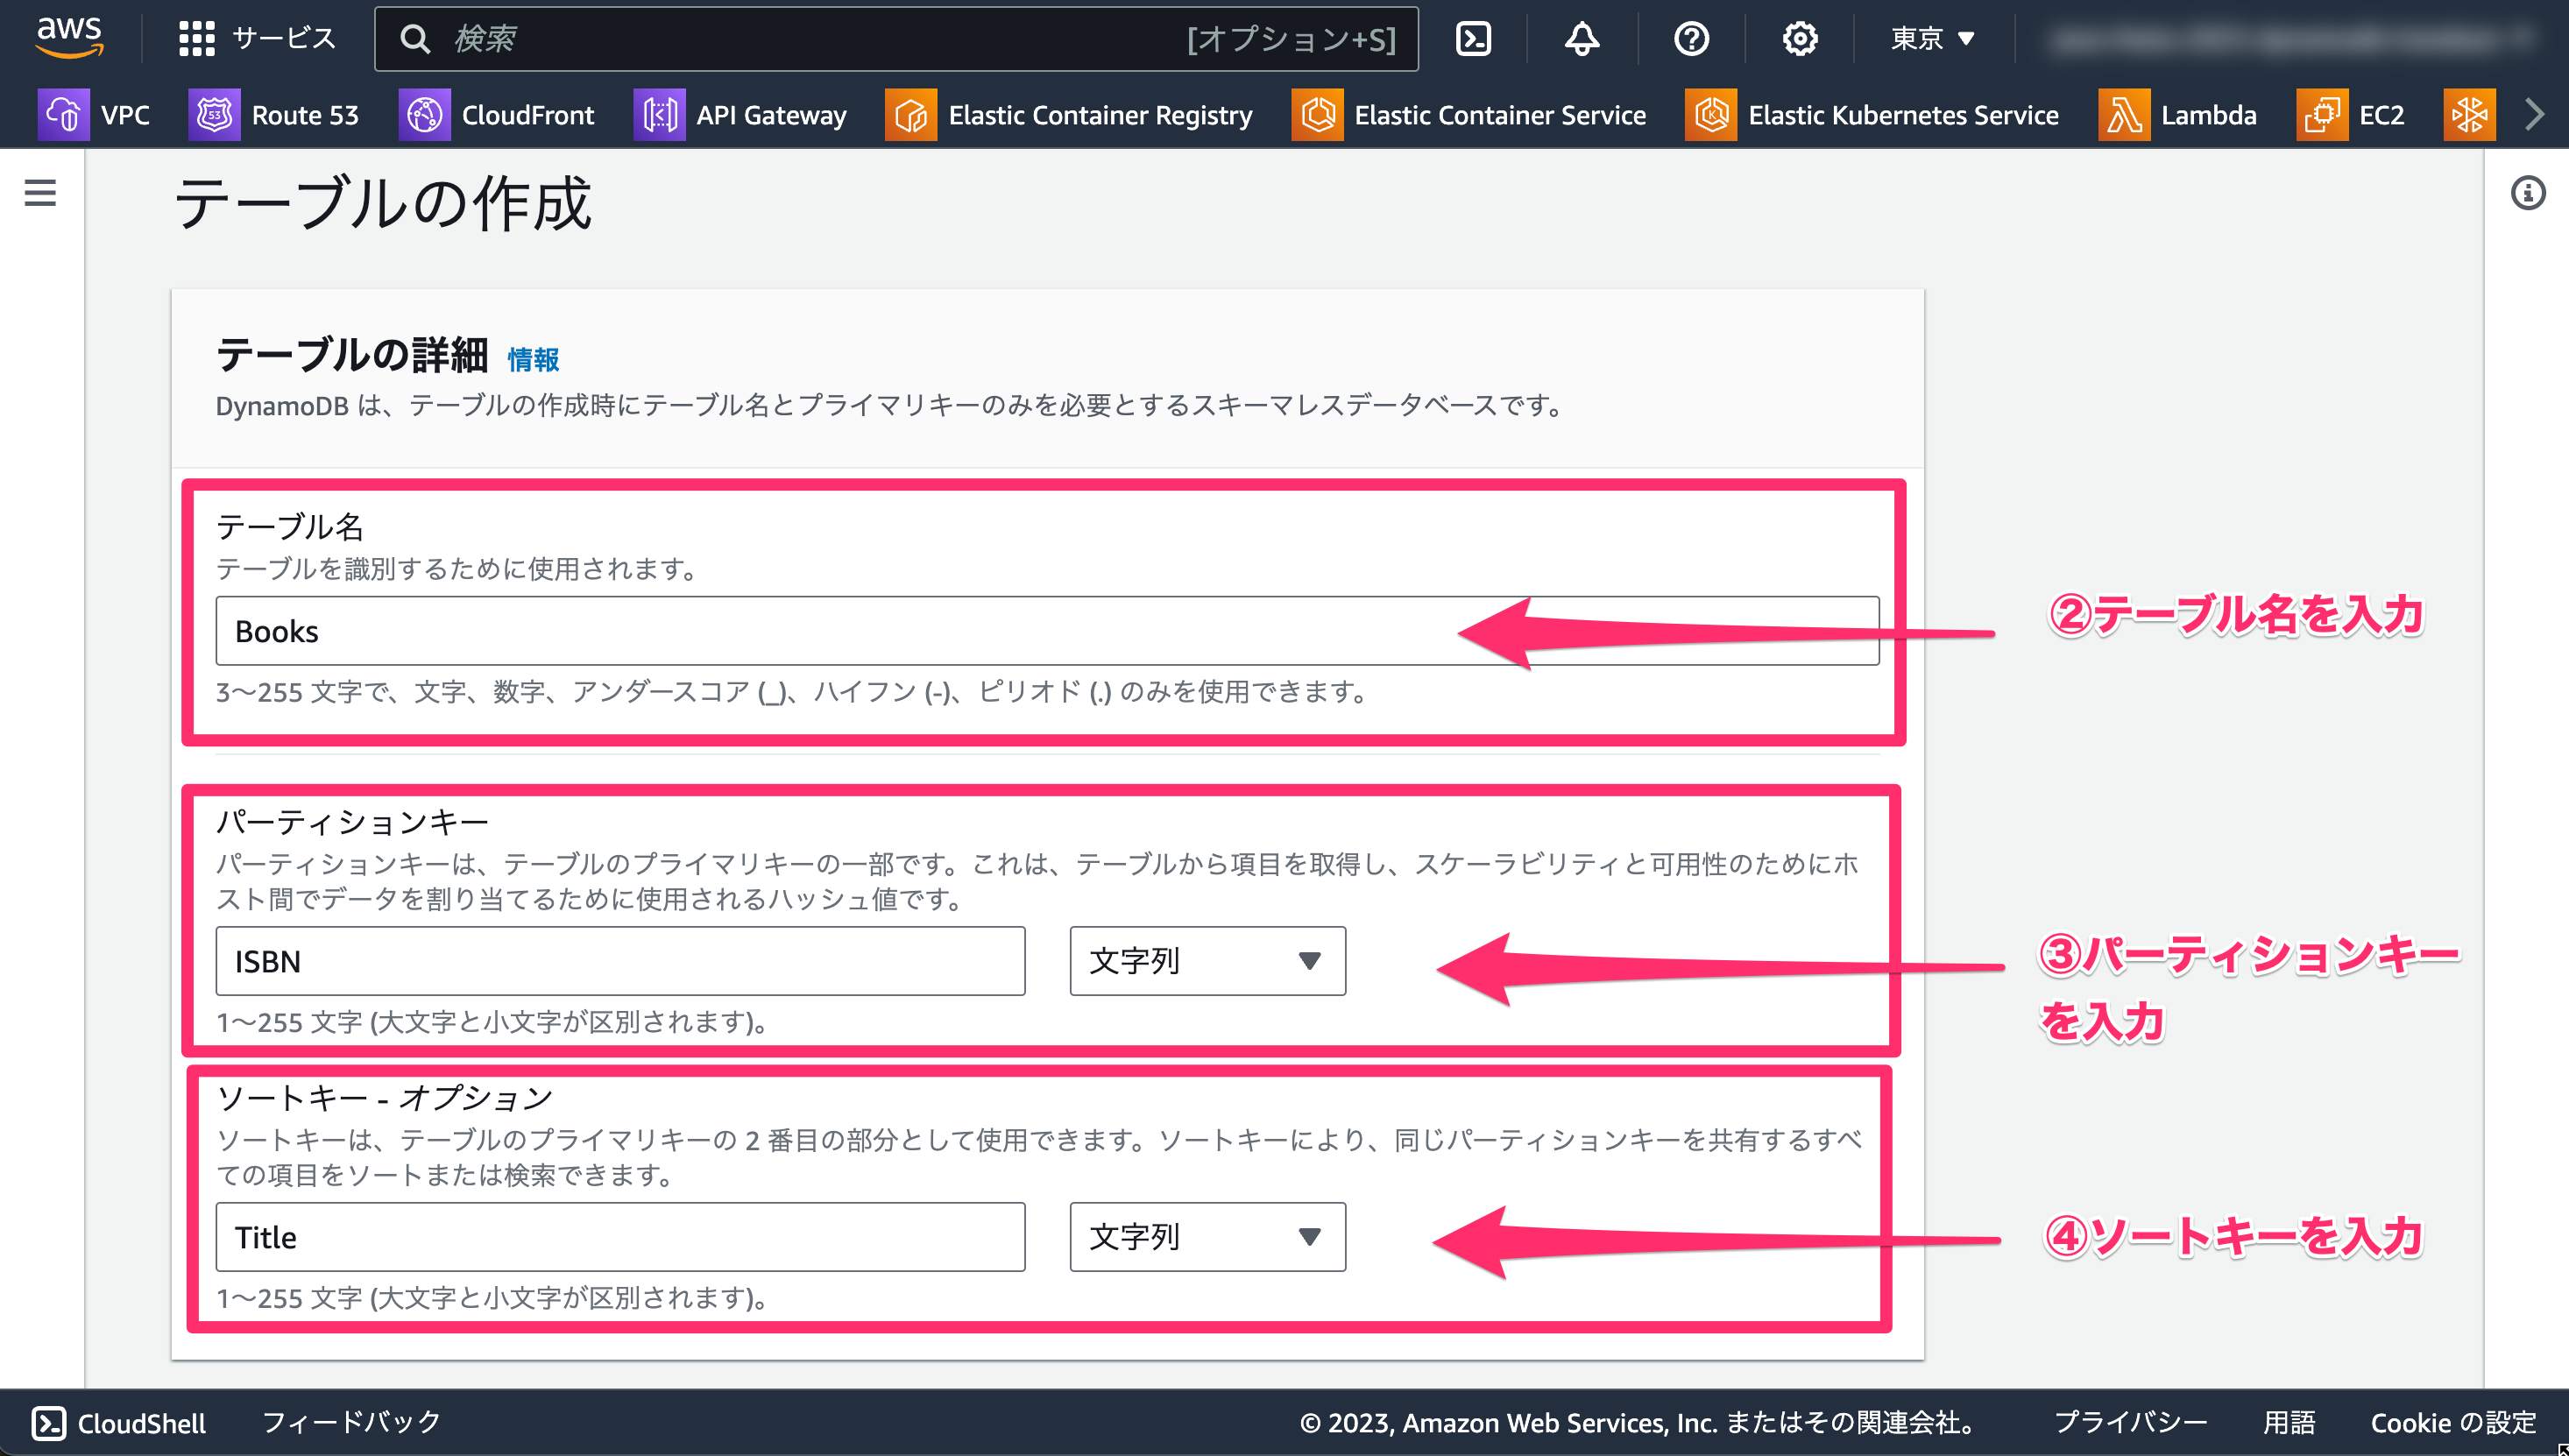 aws
サービス
検索
[オプション+S]
東京 ▼
VPC
53
Route 53
CloudFront
API Gateway
Elastic Container Registry
Elastic Container Service
K
Elastic Kubernetes Service
Lambda
EC2
テーブルの作成
テーブルの詳細 情報
DynamoDB は、テーブルの作成時にテーブル名とプライマリキーのみを必要とするスキーマレスデータベースです。
テーブル名
テーブルを識別するために使用されます。
Books
②テーブル名を入力
3～255 文字で、文字、数字、アンダースコア (_)、ハイフン (-)、ピリオド (.) のみを使用できます。
パーティションキー
パーティションキーは、テーブルのプライマリキーの一部です。これは、テーブルから項目を取得し、スケーラビリティと可用性のためにホ
スト間でデータを割り当てるために使用されるハッシュ値です。
ISBN
文字列
③パーティションキー
を入力
1～255 文字 (大文字と小文字が区別されます)。
ソートキー - オプション
ソートキーは、テーブルのプライマリキーの 2 番目の部分として使用できます。ソートキーにより、同じパーティションキーを共有するすべ
ての項目をソートまたは検索できます。
Title
文字列
④ソートキーを入力
1～255 文字 (大文字と小文字が区別されます)。
CloudShell
フィードバック
© 2023, Amazon Web Services, Inc. またはその関連会社。
プライバシー
用語
Cookie の設定